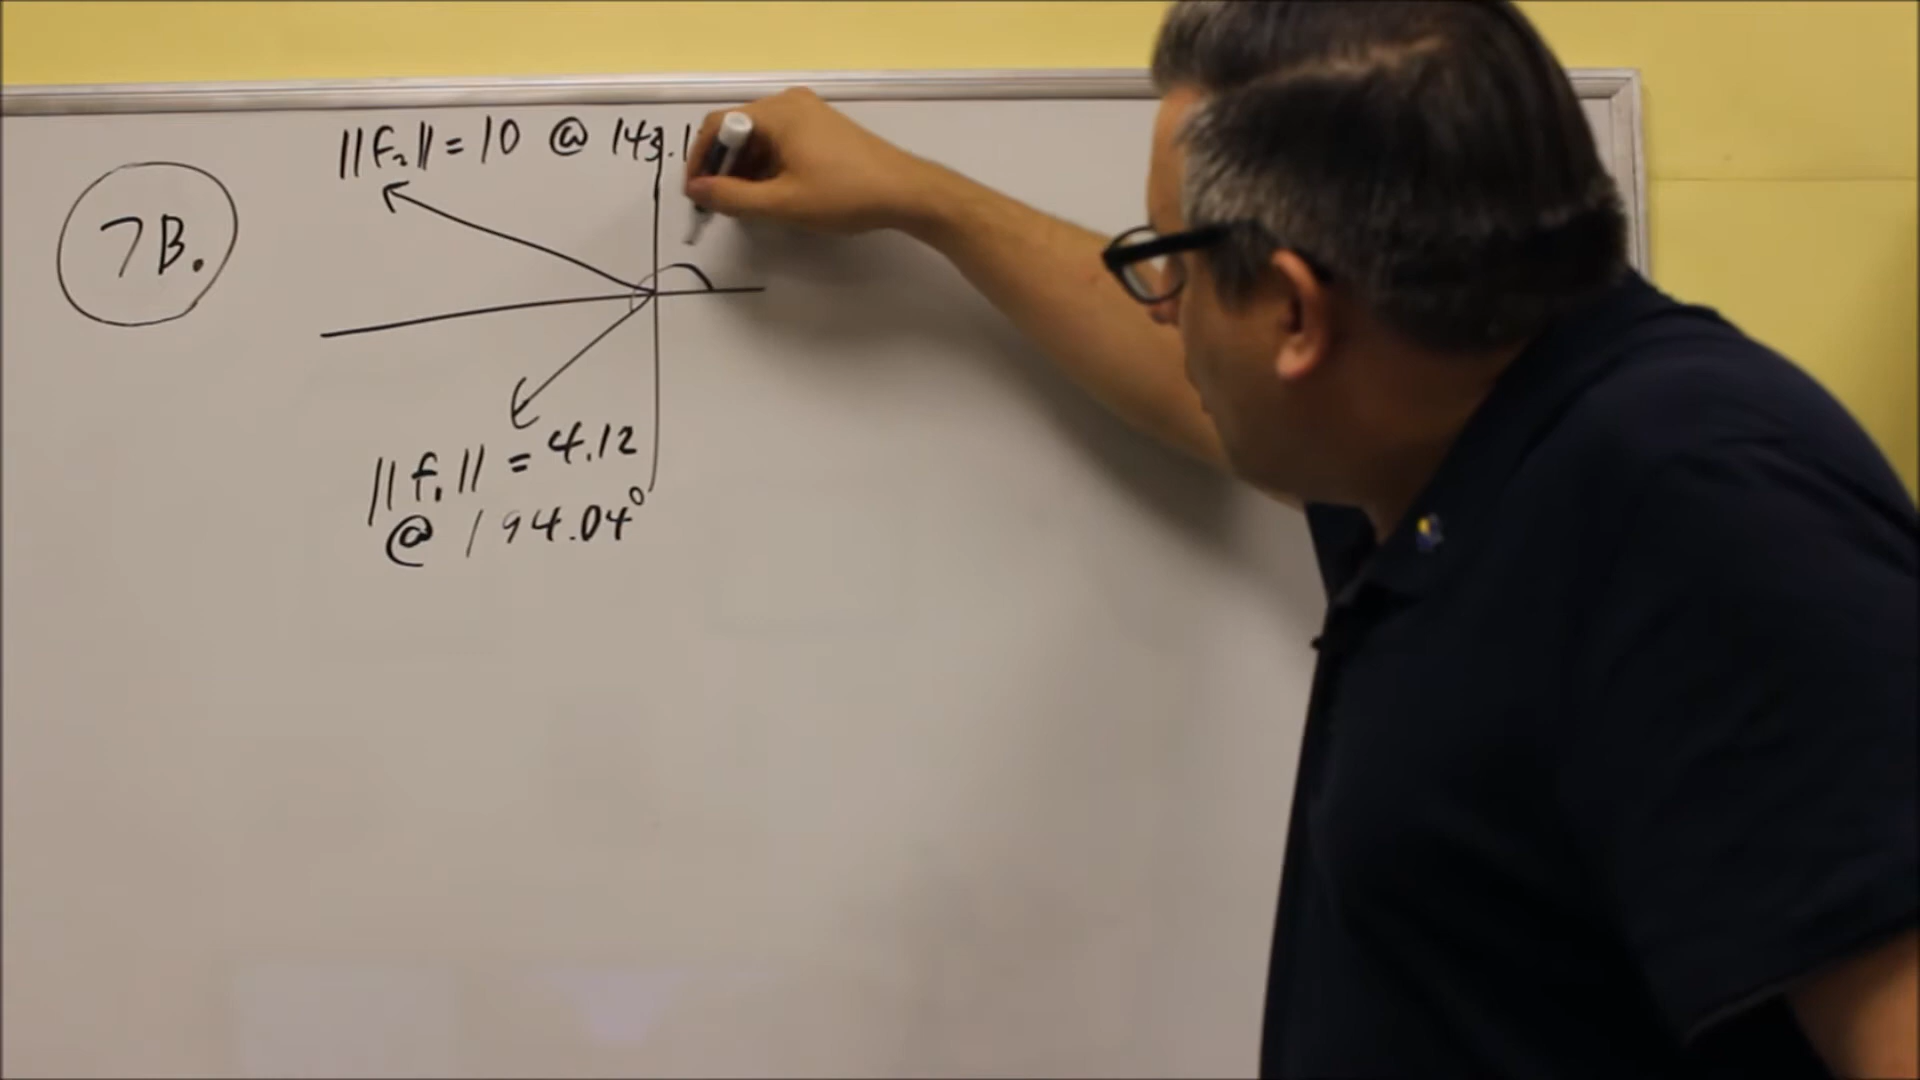 7B.
||f₂|| = 10 @ 143.1
||f₁|| = 4.12
@ 194.04°